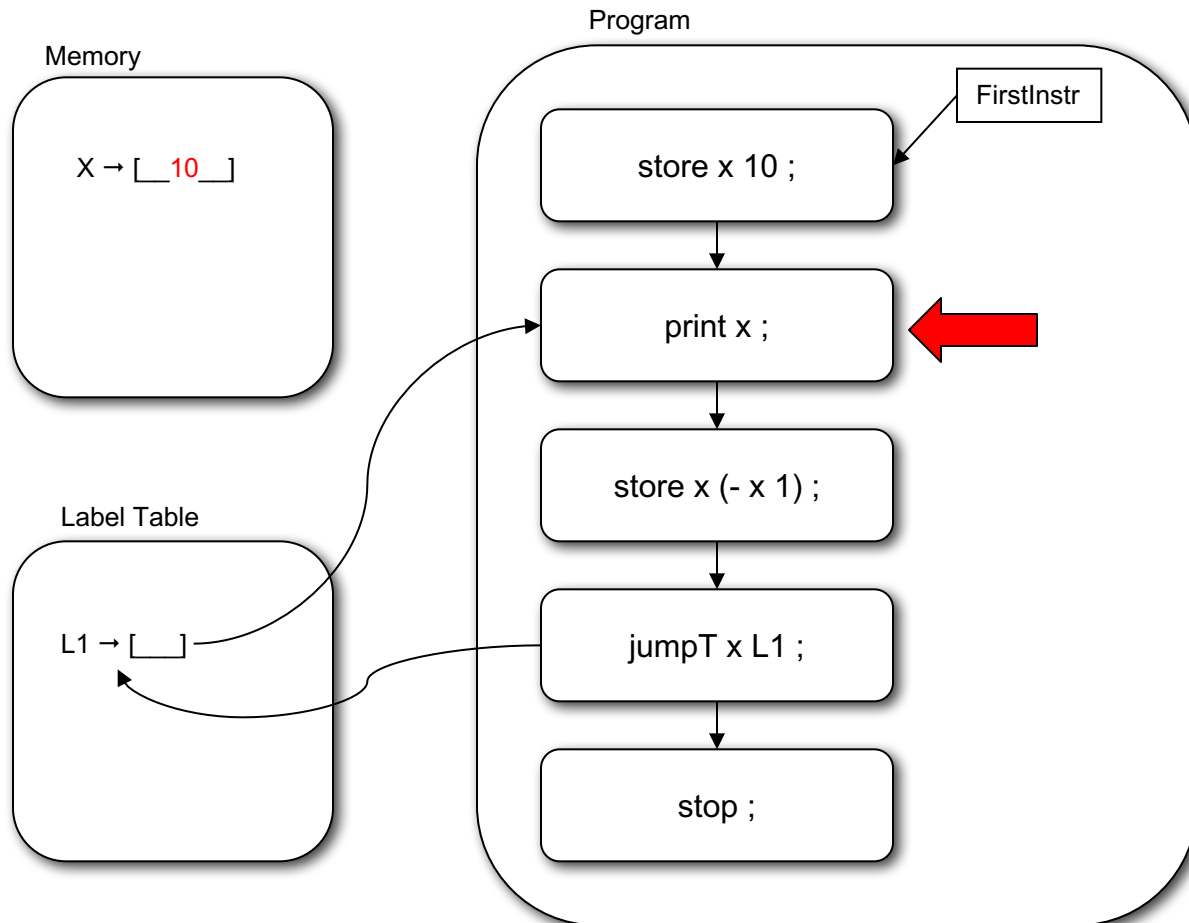 Program
Memory
FirstInstr
X → [__10__]
store x 10 ;
print x ;
store x (- x 1) ;
Label Table
L1 → [___]
jumpT x L1 ;
stop ;